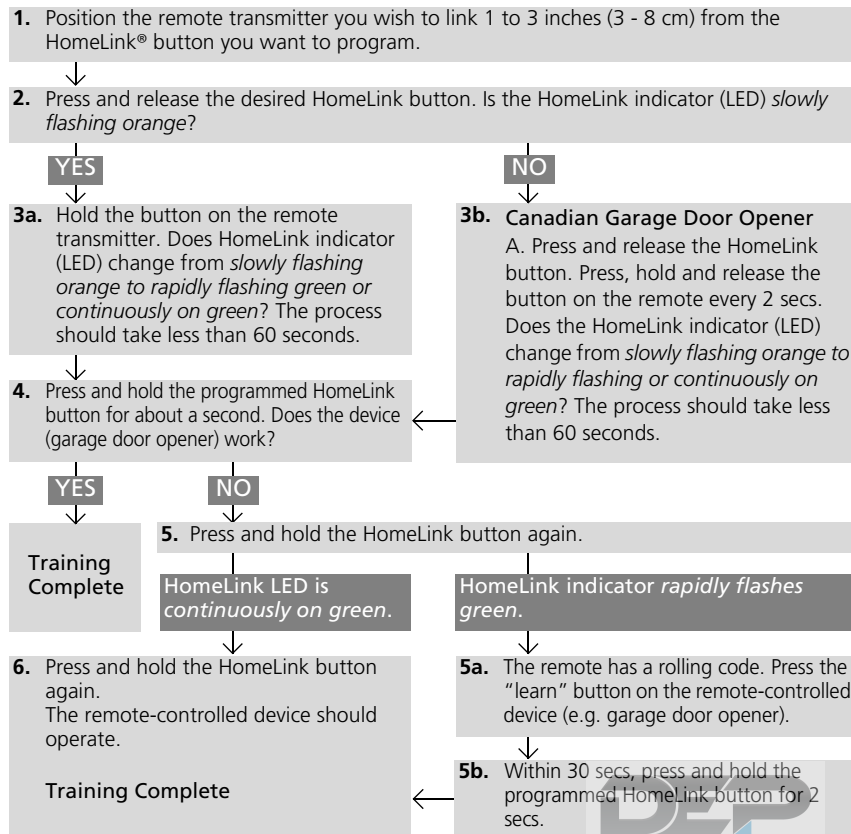 1. Position the remote transmitter you wish to link 1 to 3 inches (3 - 8 cm) from the
HomeLink® button you want to program.
2. Press and release the desired HomeLink button. Is the HomeLink indicator (LED) slowly
flashing orange?
YES
NO
3a. Hold the button on the remote
transmitter. Does HomeLink indicator
(LED) change from slowly flashing
orange to rapidly flashing green or
continuously on green? The process
should take less than 60 seconds.
3b. Canadian Garage Door Opener
A. Press and release the HomeLink
button. Press, hold and release the
button on the remote every 2 secs.
Does the HomeLink indicator (LED)
change from slowly flashing orange to
rapidly flashing or continuously on
green? The process should take less
than 60 seconds.
4. Press and hold the programmed HomeLink
button for about a second. Does the device
(garage door opener) work?
YES
NO
Training
Complete
5. Press and hold the HomeLink button again.
HomeLink LED is
continuously on green.
HomeLink indicator rapidly flashes
green.
6. Press and hold the HomeLink button
again.
The remote-controlled device should
operate.
Training Complete
5a. The remote has a rolling code. Press the
“learn” button on the remote-controlled
device (e.g. garage door opener).
5b. Within 30 secs, press and hold the
programmed HomeLink button for 2
secs.
DEP